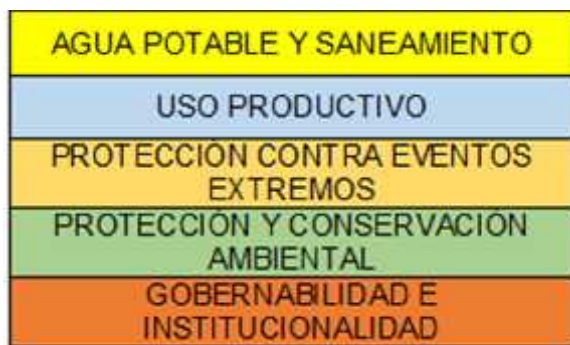 AGUA POTABLE Y SANEAMIENTO
USO PRODUCTIVO
PROTECCIÓN CONTRA EVENTOS
EXTREMOS
PROTECCIÓN Y CONSERVACIÓN
AMBIENTAL
GOBERNABILIDAD E
INSTITUCIONALIDAD